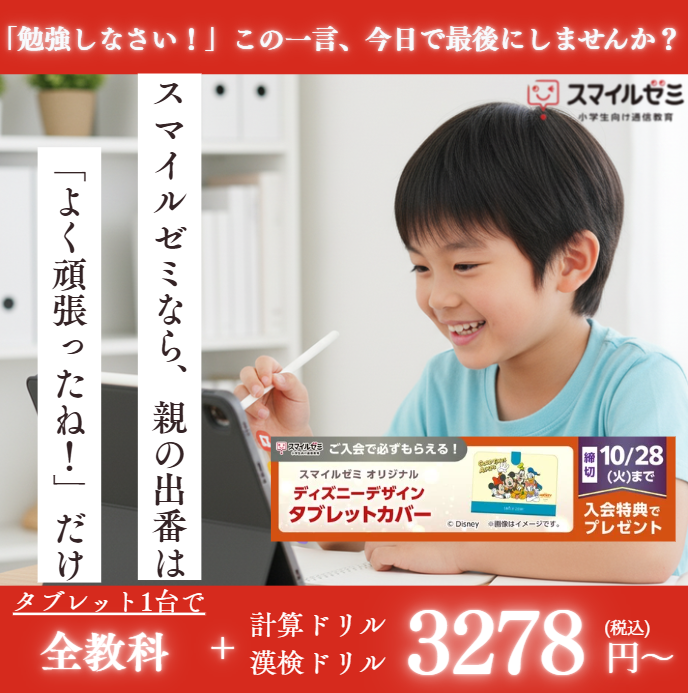 「勉強しなさい！」この一言、今日で最後にしませんか？
スマイルゼミ
小学生向け通信教育
スマイルゼミなら、親の出番は
「よく頑張ったね！」だけ
スマイルゼミ
ご入会で必ずもらえる！
スマイルゼミ オリジナル
ディズニーデザイン
タブレットカバー
© Disney ※画像はイメージです。
締切
10/28
(火)まで
入会特典で
プレゼント
タブレット1台で
全教科
+
計算ドリル
漢検ドリル
3278
(税込)
円〜